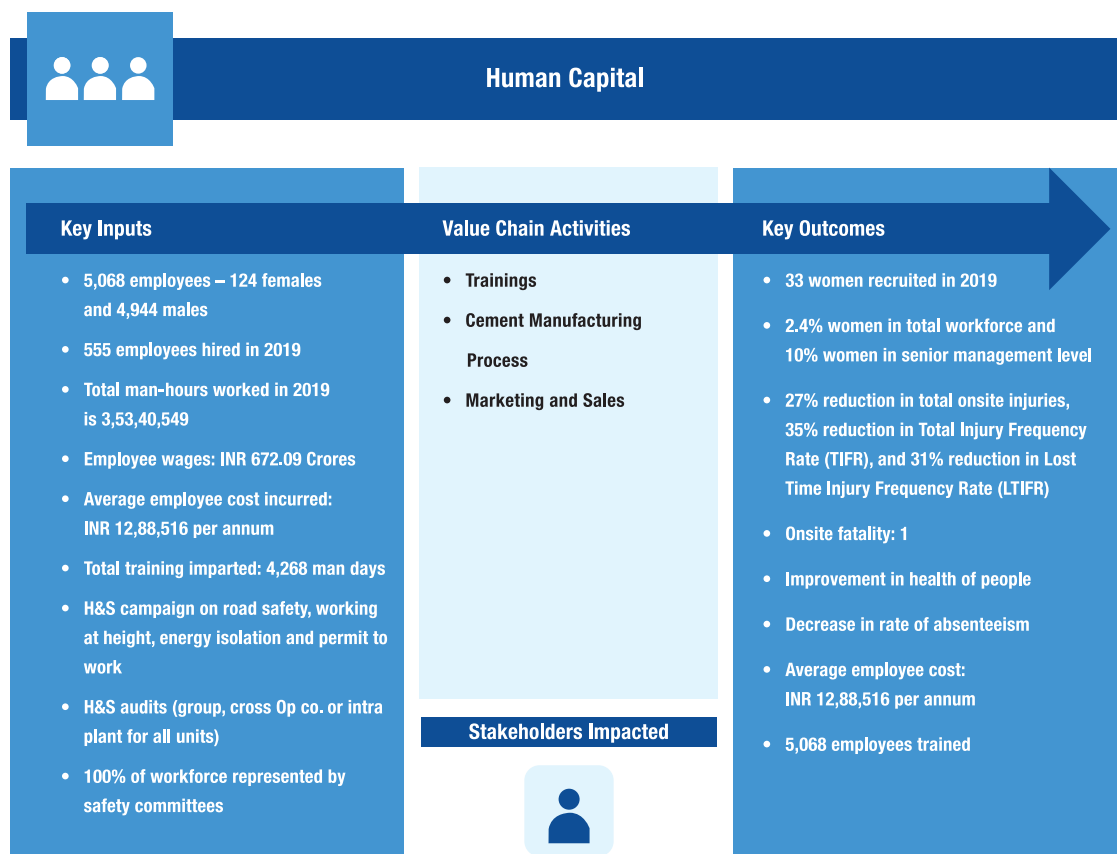 Human Capital
Key Inputs
• 5,068 employees – 124 females
and 4,944 males
• 555 employees hired in 2019
• Total man-hours worked in 2019
is 3,53,40,549
• Employee wages: INR 672.09 Crores
• Average employee cost incurred:
INR 12,88,516 per annum
• Total training imparted: 4,268 man days
• H&S campaign on road safety, working
at height, energy isolation and permit to
work
• H&S audits (group, cross Op co. or intra
plant for all units)
• 100% of workforce represented by
safety committees
Value Chain Activities
• Trainings
• Cement Manufacturing
Process
• Marketing and Sales
Stakeholders Impacted
Key Outcomes
• 33 women recruited in 2019
• 2.4% women in total workforce and
10% women in senior management level
• 27% reduction in total onsite injuries,
35% reduction in Total Injury Frequency
Rate (TIFR), and 31% reduction in Lost
Time Injury Frequency Rate (LTIFR)
• Onsite fatality: 1
• Improvement in health of people
• Decrease in rate of absenteeism
• Average employee cost:
INR 12,88,516 per annum
• 5,068 employees trained